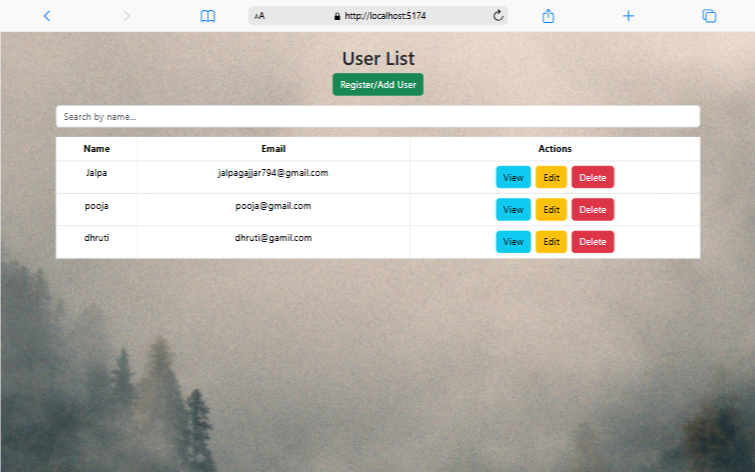 AA http://localhost:5174
User List
Register/Add User
Search by name...
Name Email Actions
Jalpa jalpagajjar794@gmail.com View Edit Delete
pooja pooja@gmail.com View Edit Delete
dhruti dhruti@gamil.com View Edit Delete